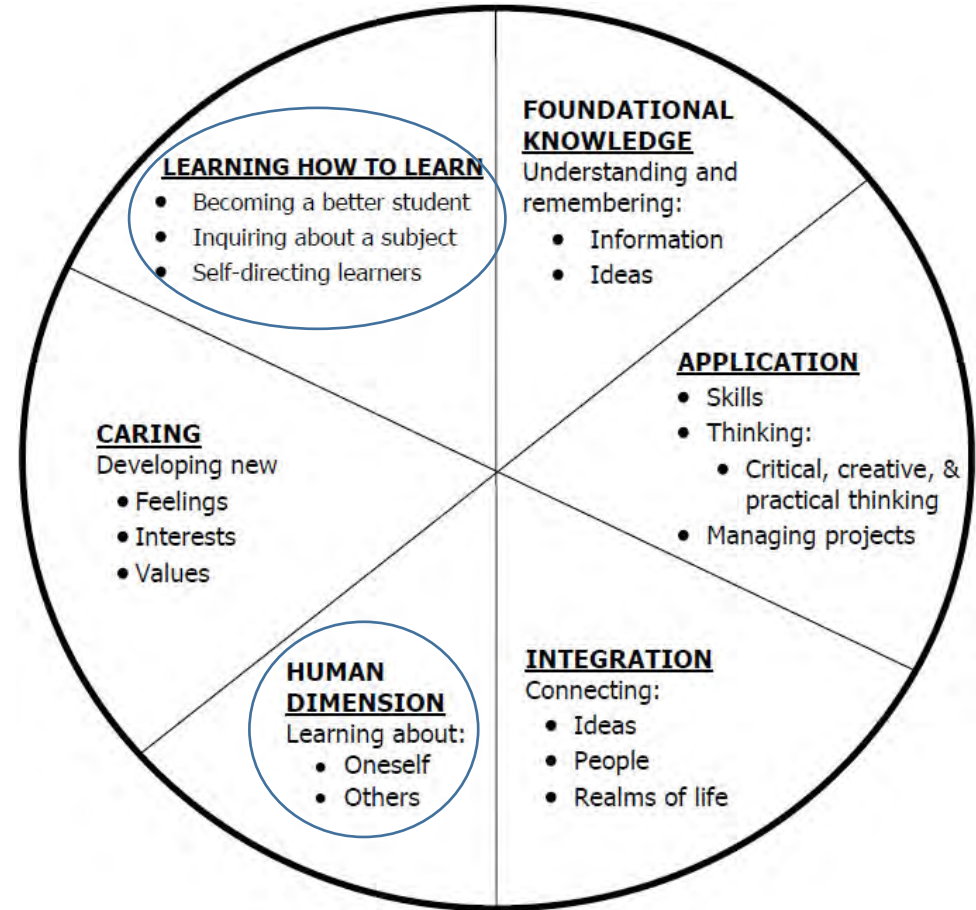 FOUNDATIONAL
KNOWLEDGE
Understanding and
remembering:
• Information
• Ideas
APPLICATION
• Skills
• Thinking:
• Critical, creative, &
practical thinking
• Managing projects
INTEGRATION
Connecting:
• Ideas
• People
• Realms of life
HUMAN
DIMENSION
Learning about:
• Oneself
• Others
CARING
Developing new
• Feelings
• Interests
• Values
LEARNING HOW TO LEARN
• Becoming a better student
• Inquiring about a subject
• Self-directing learners